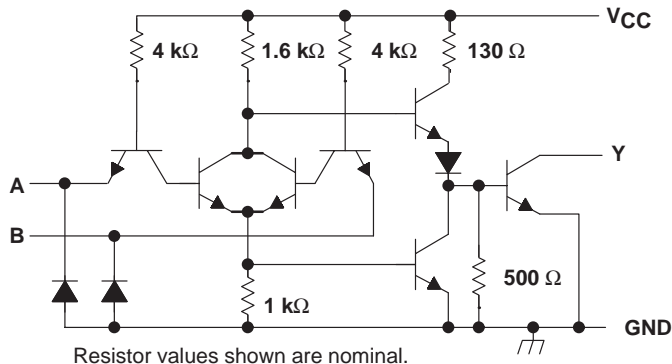 VCC
4 kΩ 1.6 kΩ 4 kΩ 130 Ω
A
Y
B
1 kΩ
500 Ω
GND
Resistor values shown are nominal.